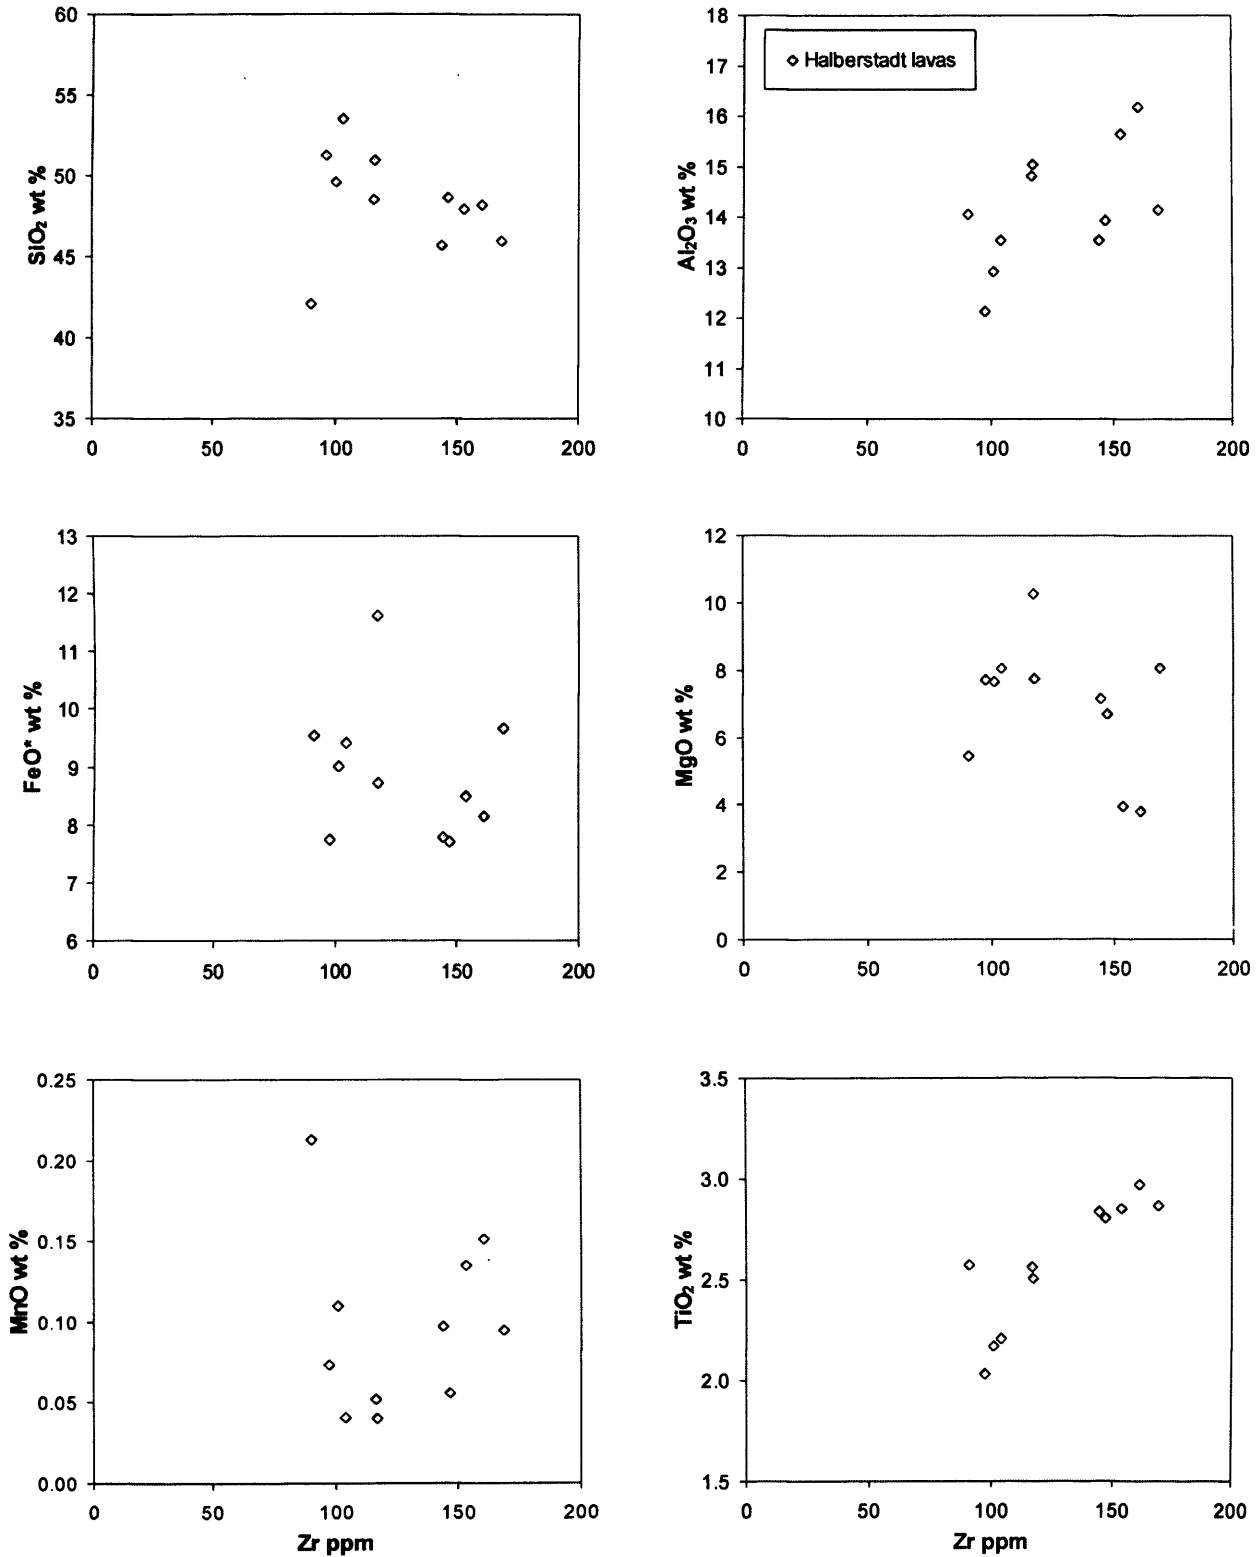 60
55
50
45
40
35
SiO₂ wt %
0 50 100 150 200
18
17
16
15
14
13
12
11
10
Al₂O₃ wt %
Halberstadt lavas
0 50 100 150 200
13
12
11
10
9
8
7
6
FeO* wt %
0 50 100 150 200
12
10
8
6
4
2
0
MgO wt %
0 50 100 150 200
0.25
0.20
0.15
0.10
0.05
0.00
MnO wt %
0 50 100 150 200
Zr ppm
3.5
3.0
2.5
2.0
1.5
TiO₂ wt %
0 50 100 150 200
Zr ppm